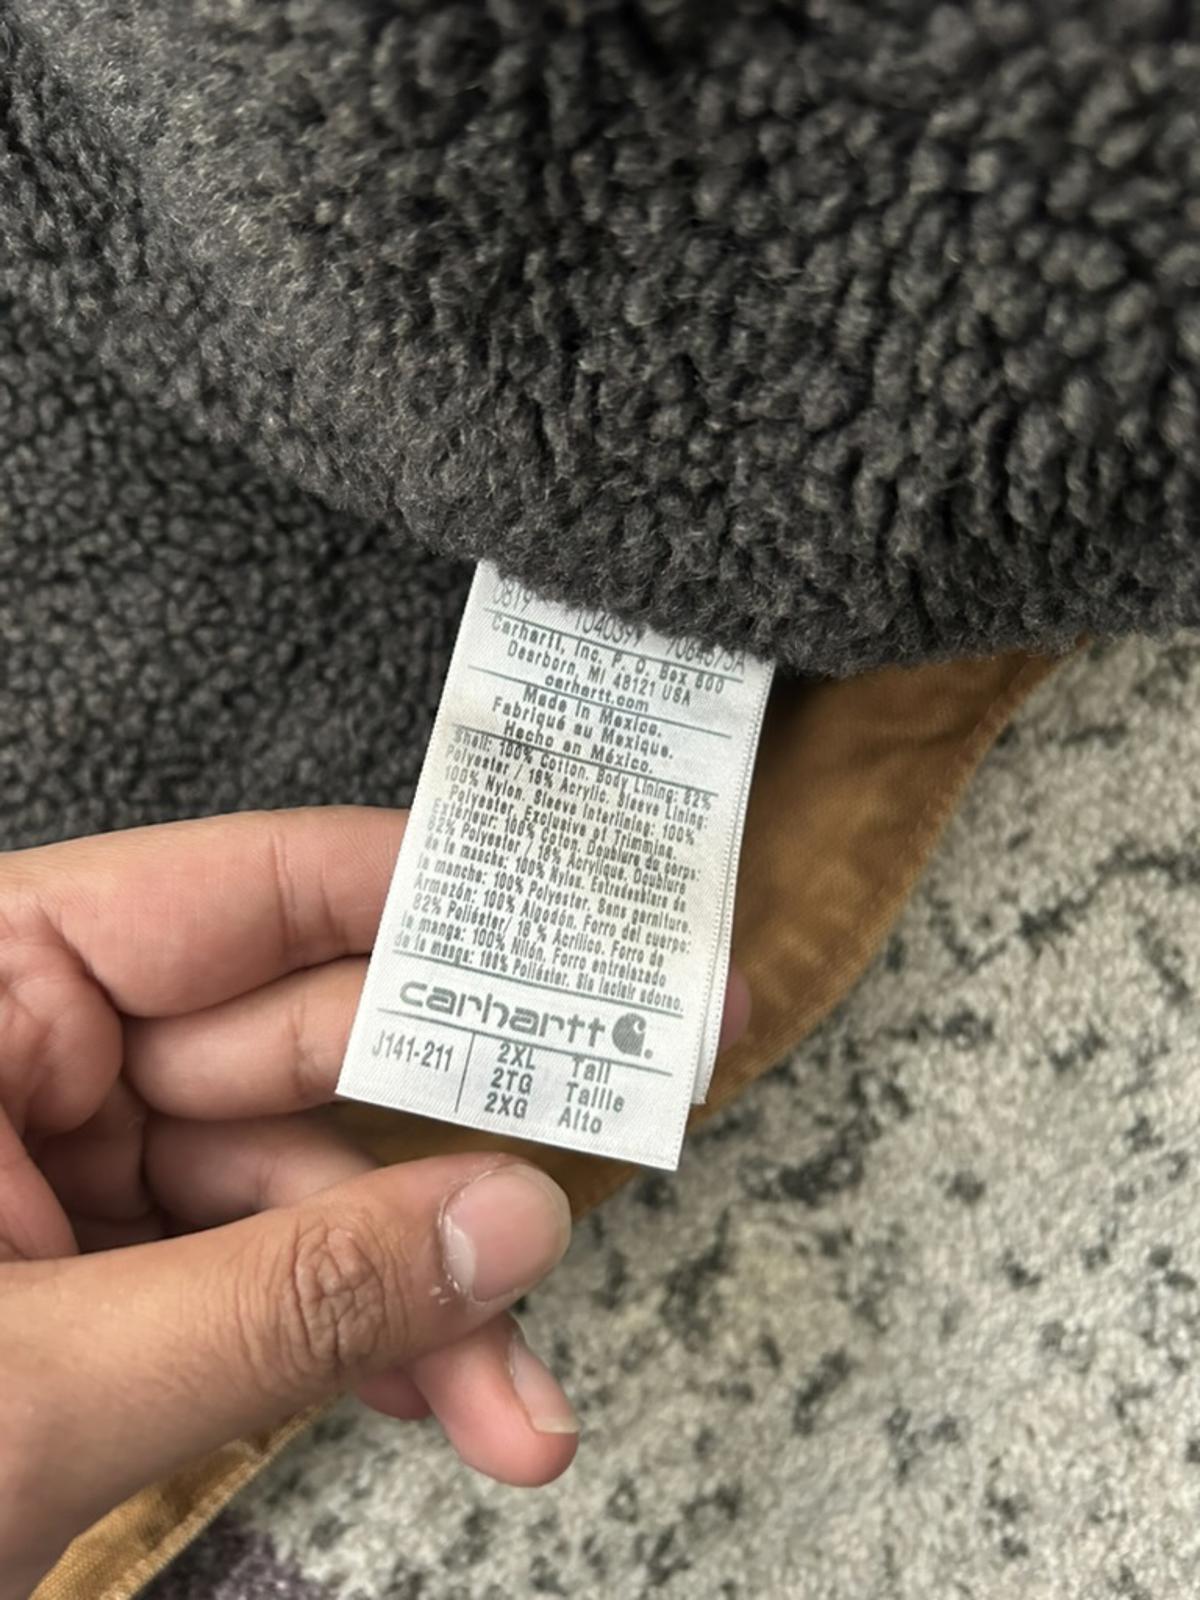 0819
Carhartt, Inc. P. O. Box 600
Dearborn, MI 48121 USA
carhartt.com
Made in Mexico.
Fabriqué au Mexique.
Hecho en México.
Shell: 100% Cotton. Body Lining: 82%
Polyester / 18% Acrylic. Sleeve Lining:
100% Nylon. Sleeve Interlining: 100%
Polyester. Exclusive of Trimming.
Extérieur: 100% Coton. Doublure du corps:
82% Polyester / 18% Acrylique. Doublure
de la manche: 100% Nylon. Entredoublure de
la manche: 100% Polyester. Sans garniture.
Armazón: 100% Algodón. Forro del cuerpo:
82% Poliéster/ 18 % Acrílico. Forro de
la manga: 100% Nilón. Forro entrelazado
de la manga: 100% Poliéster. Sin incluir adorno.
carhartt
J141-211
2XL Tall
2TG Taille
2XG Alto